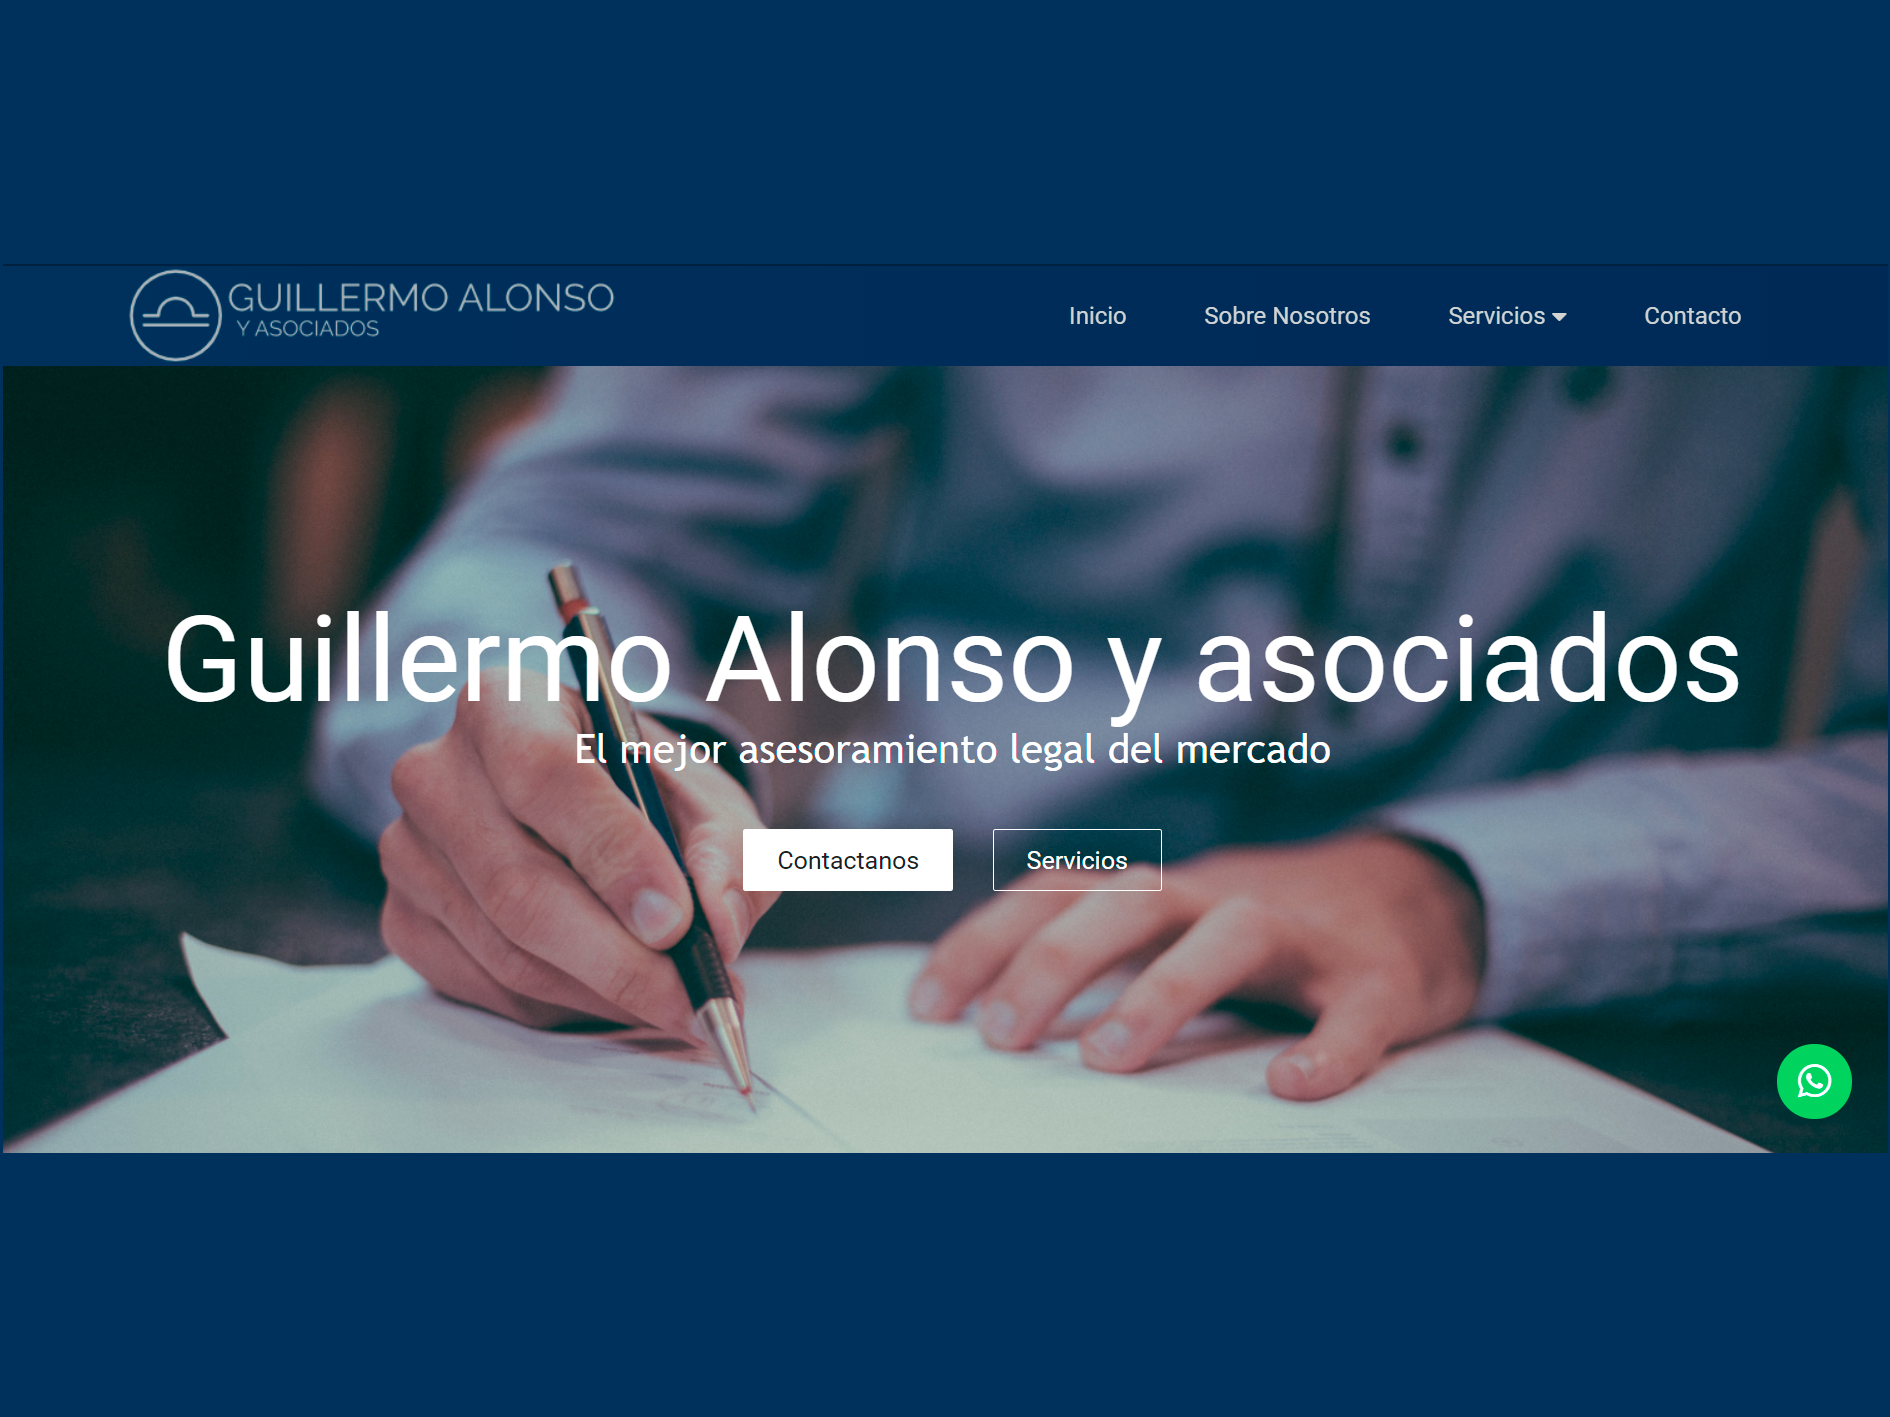 GUILLERMO ALONSO
Y ASOCIADOS
Inicio
Sobre Nosotros
Servicios
Contacto
Guillermo Alonso y asociados
El mejor asesoramiento legal del mercado
Contactanos
Servicios